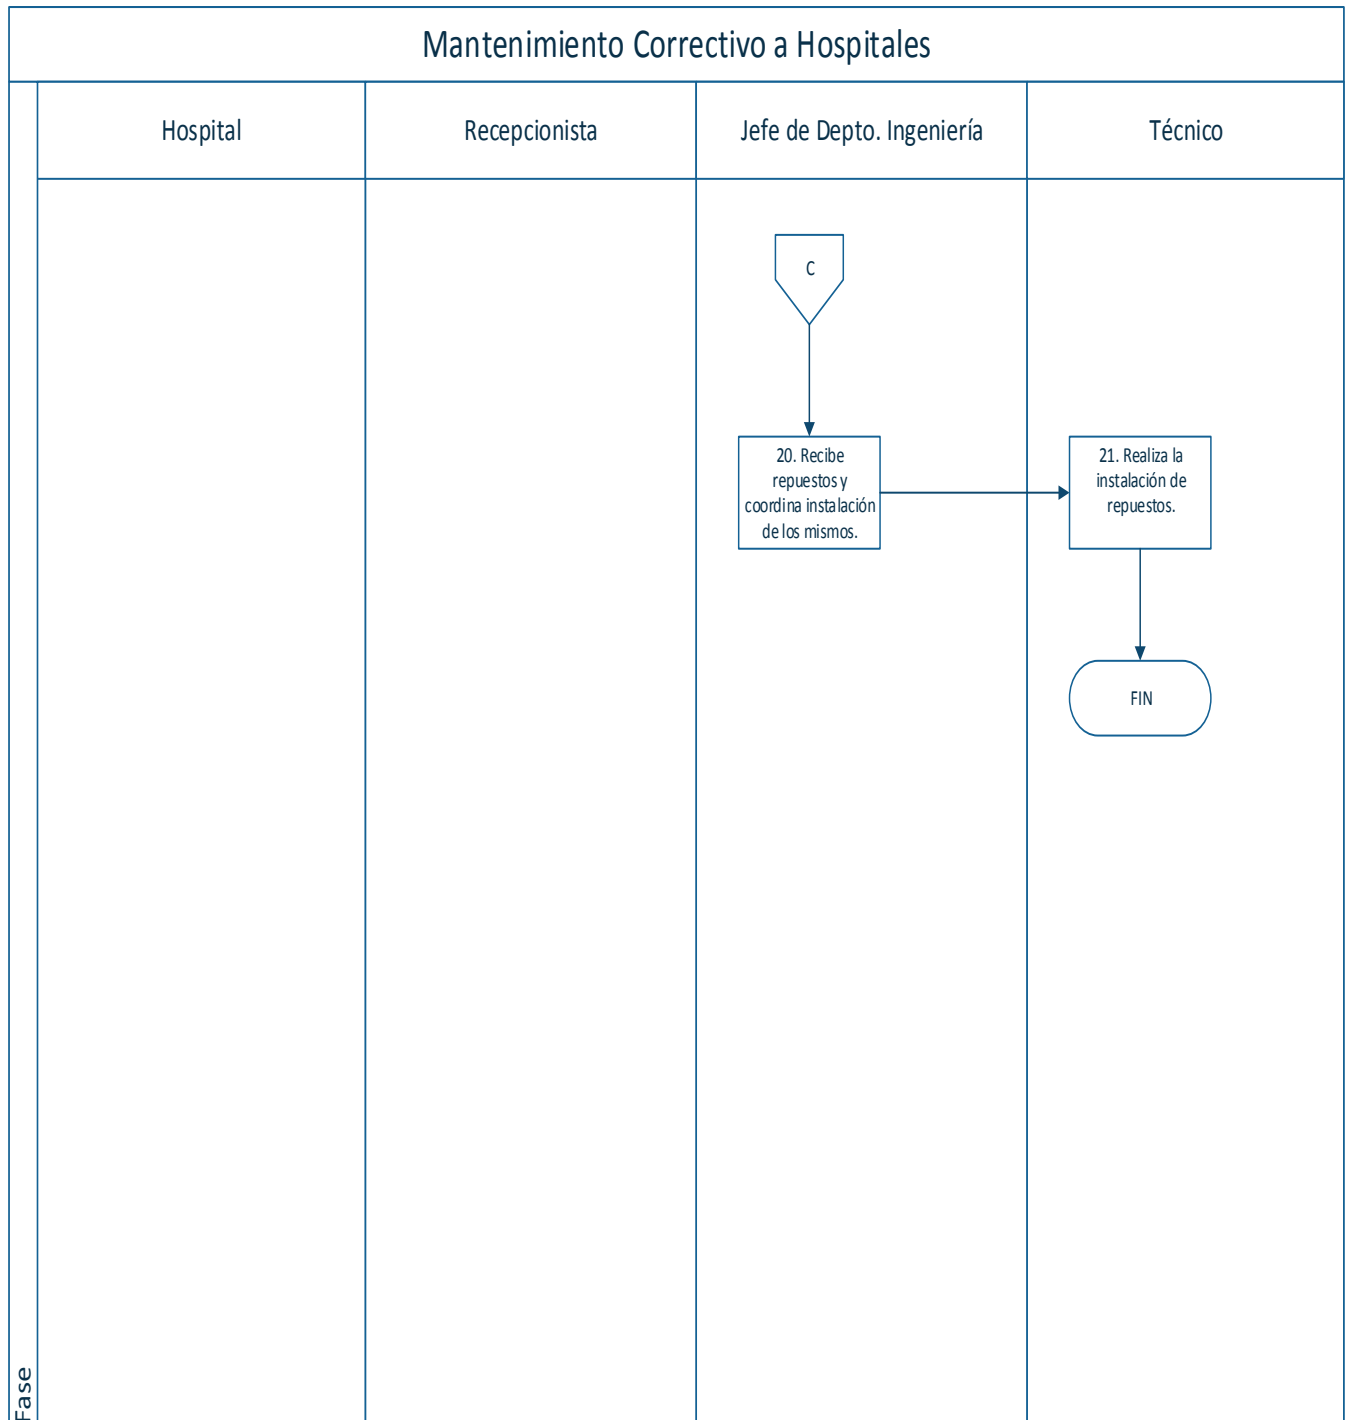 Mantenimiento Correctivo a Hospitales
Hospital
Recepcionista
Jefe de Depto. Ingeniería
Técnico
C
20. Recibe
repuestos y
coordina instalación
de los mismos.
21. Realiza la
instalación de
repuestos.
FIN
Fase